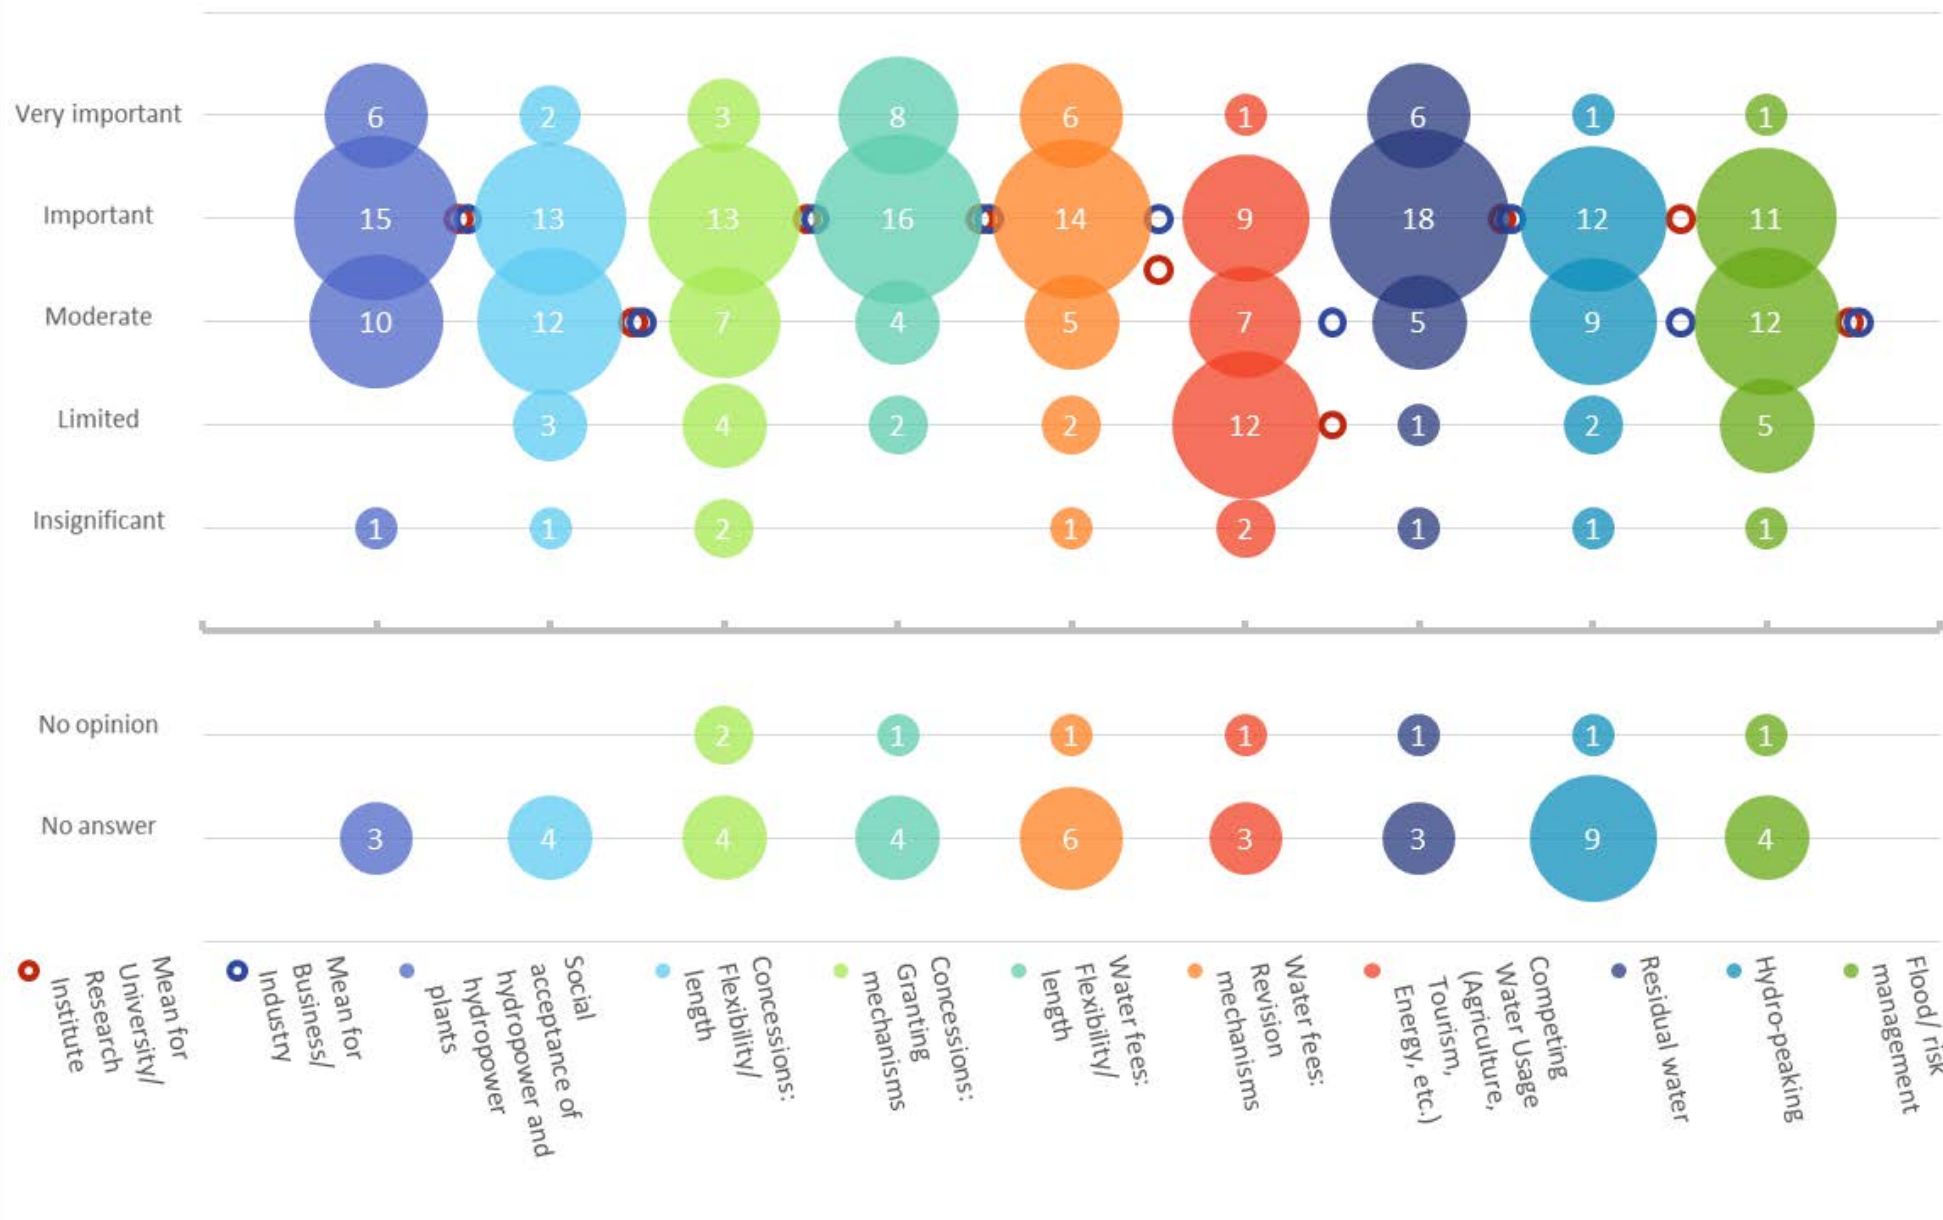 Very important
6
2
3
8
6
1
6
1
1
Important
15
13
13
16
14
9
18
12
11
Moderate
10
12
7
4
5
7
5
9
12
Limited
3
4
2
2
12
1
2
5
Insignificant
1
1
2
1
2
1
1
1
No opinion
2
1
1
1
1
1
1
No answer
3
4
4
4
6
3
3
9
4
Mean for
University/
Research
Institute
Mean for
Business/
Industry
Social
acceptance of
hydropower and
hydropower
plants
Concessions:
Flexibility/
length
Concessions:
Granting
mechanisms
Water fees:
Flexibility/
length
Water fees:
Revision
mechanisms
Competing
Water Usage
(Agriculture,
Tourism,
Energy, etc.)
Residual water
Hydro-peaking
Flood/ risk
management